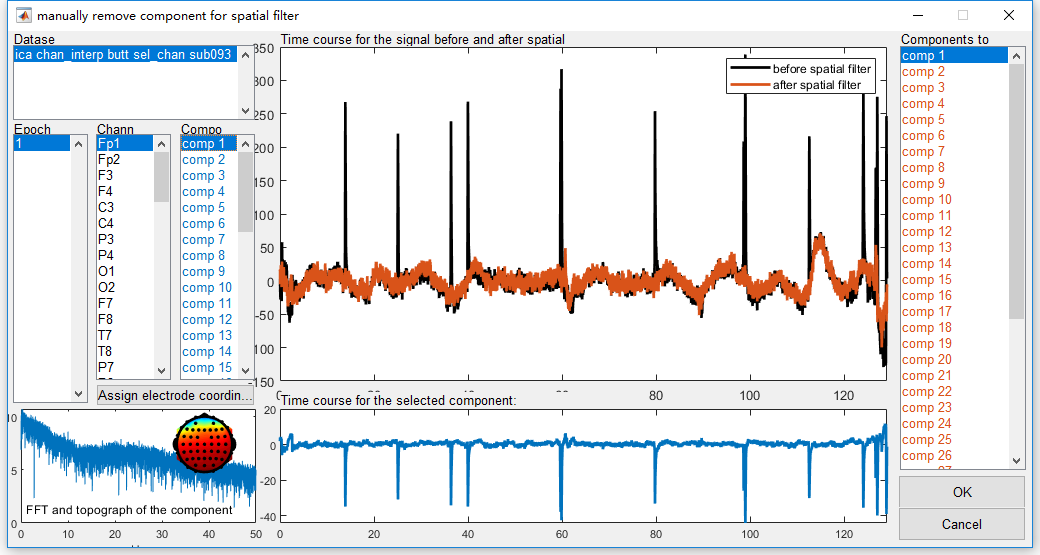 manually remove component for spatial filter
Datase
ica chan_interp butt sel_chan sub093
Epoch
1
Chann
Fp1
Fp2
F3
F4
C3
C4
P3
P4
O1
O2
F7
F8
T7
T8
P7
Compo
comp 1
comp 2
comp 3
comp 4
comp 5
comp 6
comp 7
comp 8
comp 9
comp 10
comp 11
comp 12
comp 13
comp 14
comp 15
Assign electrode coordin...
Time course for the signal before and after spatial
before spatial filter
after spatial filter
350
300
250
200
150
100
50
0
-50
-100
-150
0 20 40 60 80 100 120
Time course for the selected component:
20
0
-20
-40
0 20 40 60 80 100 120
10
5
0
FFT and topograph of the component
0 10 20 30 40 50
Components to
comp 1
comp 2
comp 3
comp 4
comp 5
comp 6
comp 7
comp 8
comp 9
comp 10
comp 11
comp 12
comp 13
comp 14
comp 15
comp 16
comp 17
comp 18
comp 19
comp 20
comp 21
comp 22
comp 23
comp 24
comp 25
comp 26
OK
Cancel